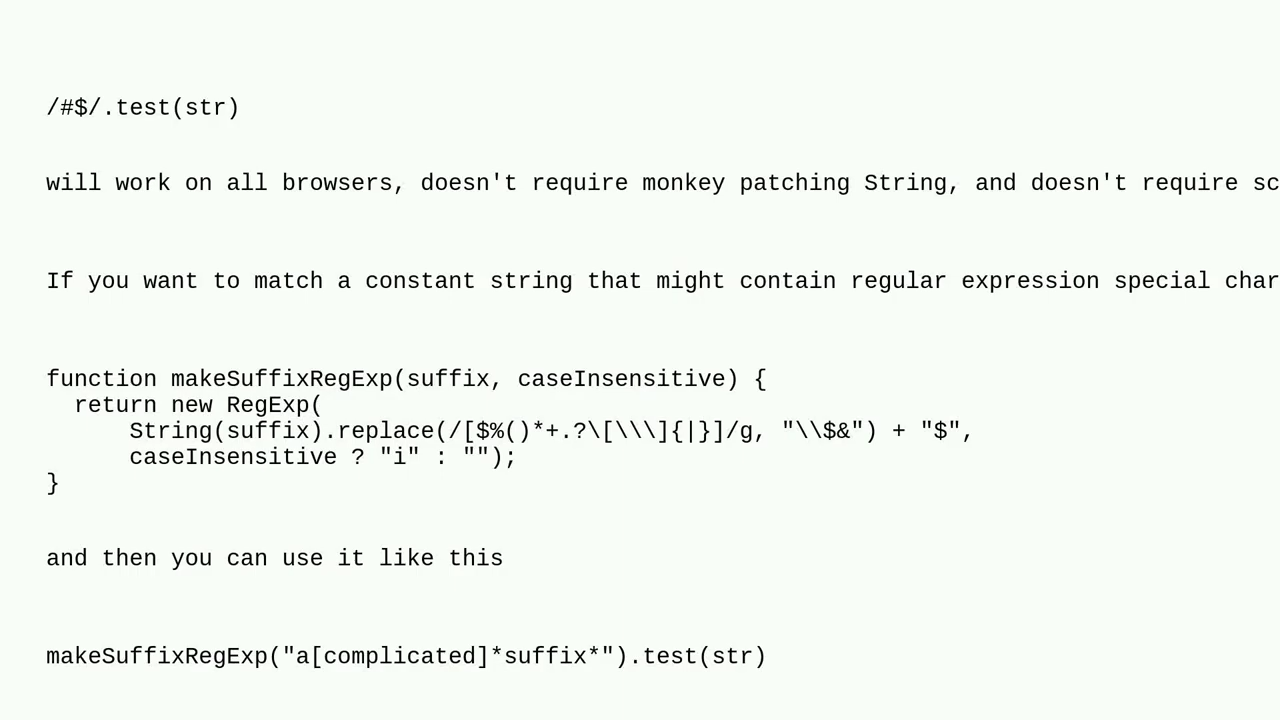 /#$/.test(str)
will work on all browsers, doesn't require monkey patching String, and doesn't require
If you want to match a constant string that might contain regular expression special
function makeSuffixRegExp(suffix, caseInsensitive) {
  return new RegExp(
      String(suffix).replace(/[$%()*+.?\[\\\]{|}]/g, "\\$&") + "$",
      caseInsensitive ? "i" : "");
}
and then you can use it like this
makeSuffixRegExp("a[complicated]*suffix*").test(str)